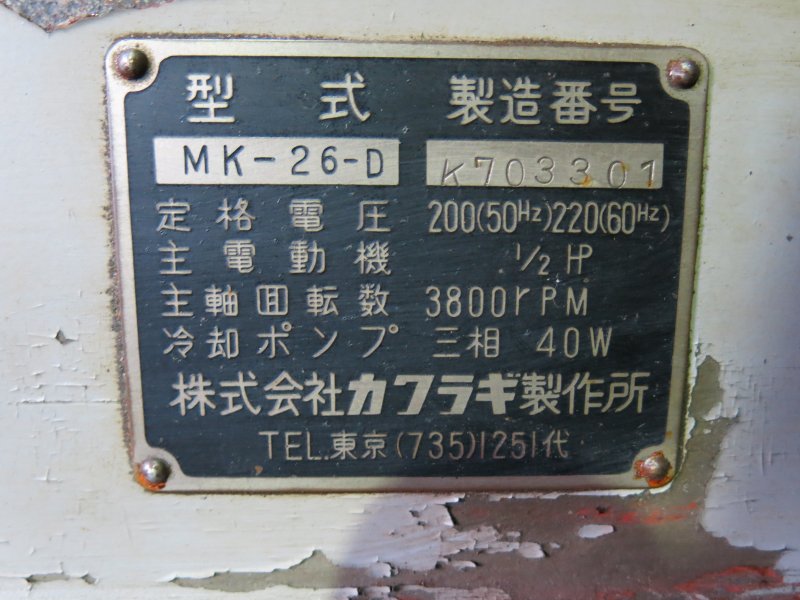 型式 製造番号
MK-26-D K703301
定格電圧 200(50Hz)220(60Hz)
主電動機 1/2 HP
主軸回転数 3800rPM
冷却ポンプ 三相 40W
株式会社カワラギ製作所
TEL.東京(735)1251代